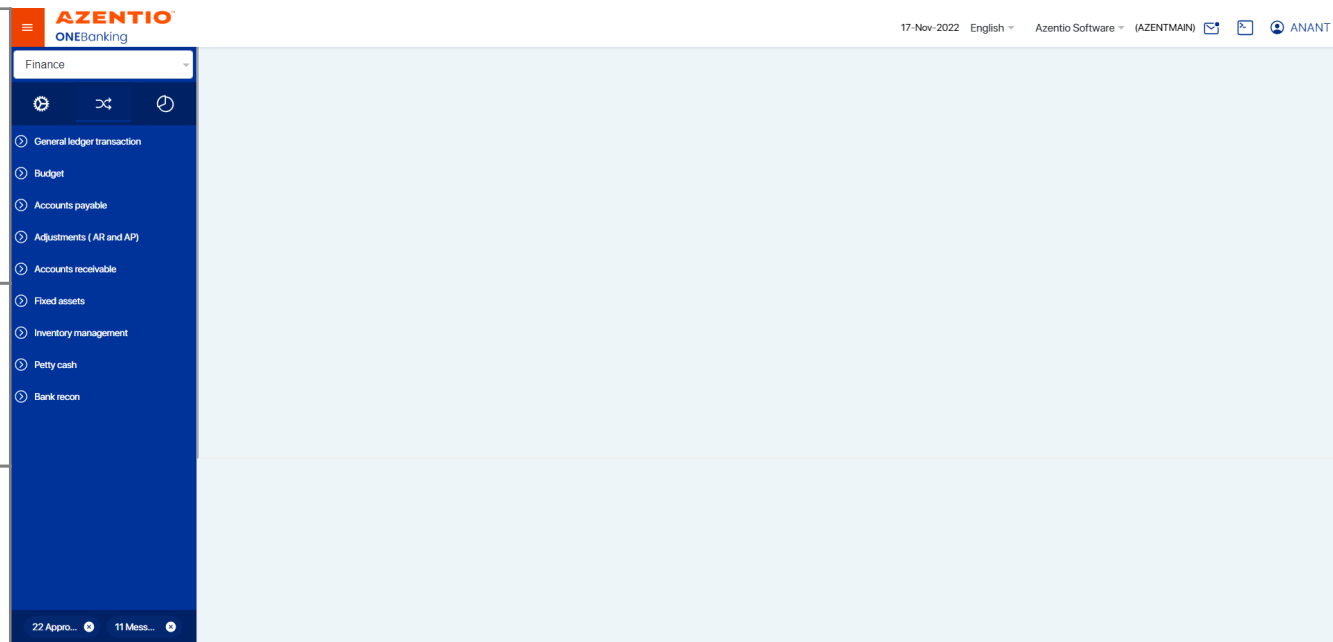 AZENTIO
ONEBanking
17-Nov-2022 English Azentio Software (AZENTMAIN) ANANT
Finance
General ledger transaction
Budget
Accounts payable
Adjustments ( AR and AP)
Accounts receivable
Fixed assets
Inventory management
Petty cash
Bank recon
22 Appro... 11 Mess...